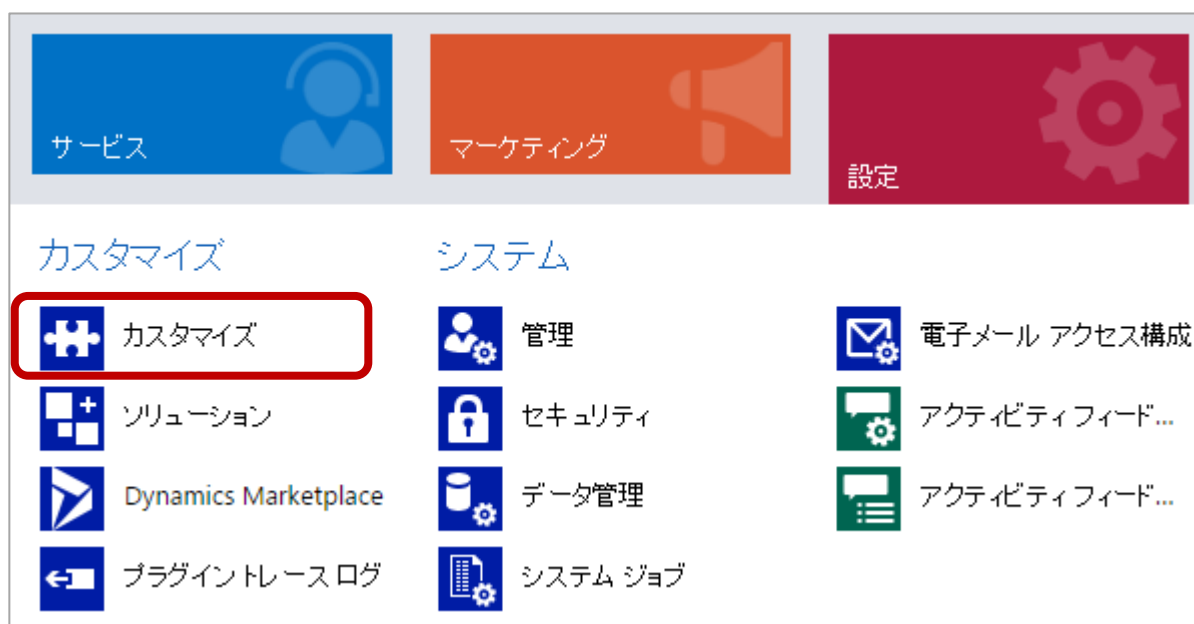 サービス
マーケティング
設定
カスタマイズ
システム
カスタマイズ
管理
電子メール アクセス構成
ソリューション
セキュリティ
アクティビティ フィード...
Dynamics Marketplace
データ管理
アクティビティ フィード...
プラグイン トレース ログ
システム ジョブ